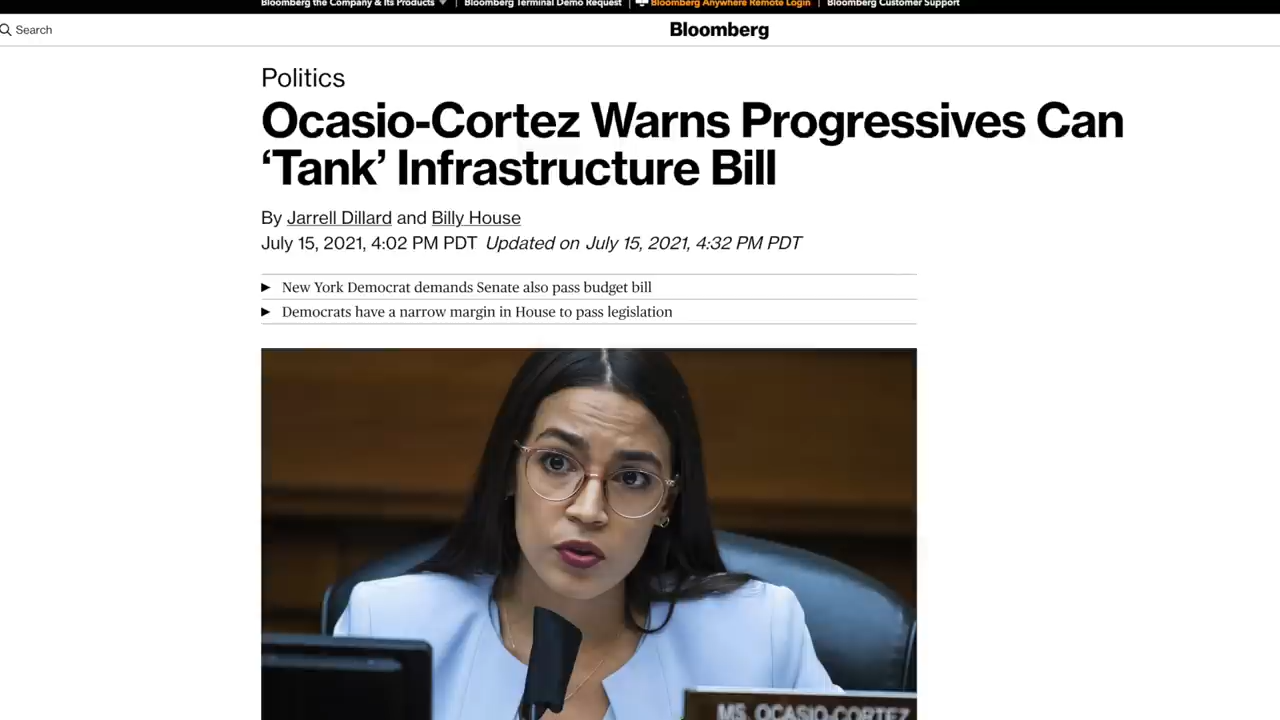 Bloomberg the Company & Its Products | Bloomberg Terminal Demo Request | Bloomberg Anywhere Remote Login | Bloomberg Customer Support
Search
Bloomberg
Politics
Ocasio-Cortez Warns Progressives Can
‘Tank’ Infrastructure Bill
By Jarrell Dillard and Billy House
July 15, 2021, 4:02 PM PDT Updated on July 15, 2021, 4:32 PM PDT
New York Democrat demands Senate also pass budget bill
Democrats have a narrow margin in House to pass legislation
MS. OCASIO-CORTEZ